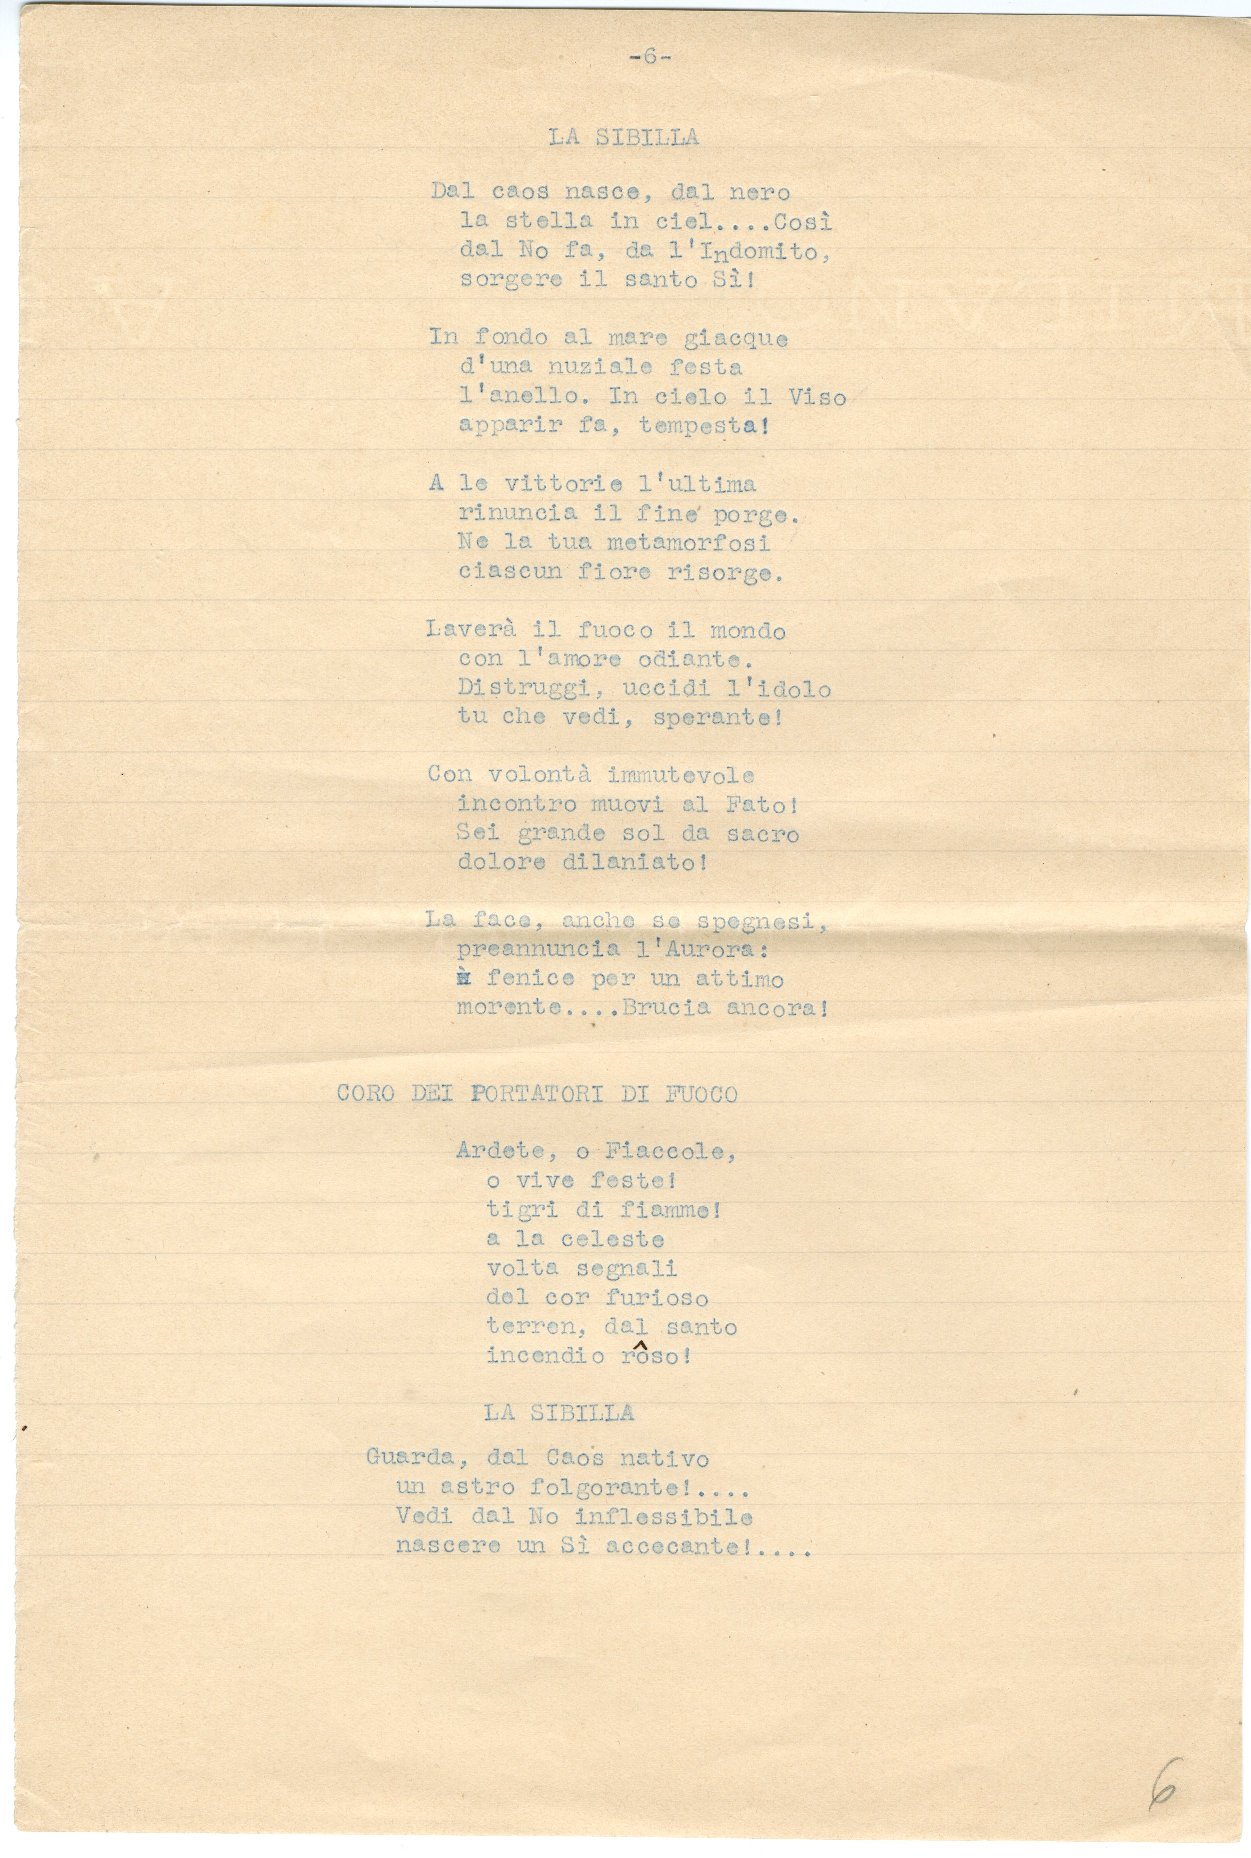 -6-
LA SIBILLA
Dal caos nasce, dal nero
la stella in ciel....Così
dal No fa, da l'Indomito,
sorgere il santo Sì!
In fondo al mare giacque
d'una nuziale festa
l'anello. In cielo il Viso
apparir fa, tempesta!
A le vittorie l'ultima
rinuncia il fine porge.
Ne la tua metamorfosi
ciascun fiore risorge.
Laverà il fuoco il mondo
con l'amore odiante.
Distruggi, uccidi l'idolo
tu che vedi, sperante!
Con volontà immutevole
incontro muovi al Fato!
Sei grande sol da sacro
dolore dilaniato!
La face, anche se spegnesi,
preannuncia l'Aurora:
È fenice per un attimo
morente....Brucia ancora!
CORO DEI PORTATORI DI FUOCO
Ardete, o Fiaccole,
o vive feste!
tigri di fiamme!
a la celeste
volta segnali
del cor furioso
terren, dal santo
incendio rôso!
LA SIBILLA
Guarda, dal Caos nativo
un astro folgorante!....
Vedi dal No inflessibile
nascere un Sì accecante!....
6